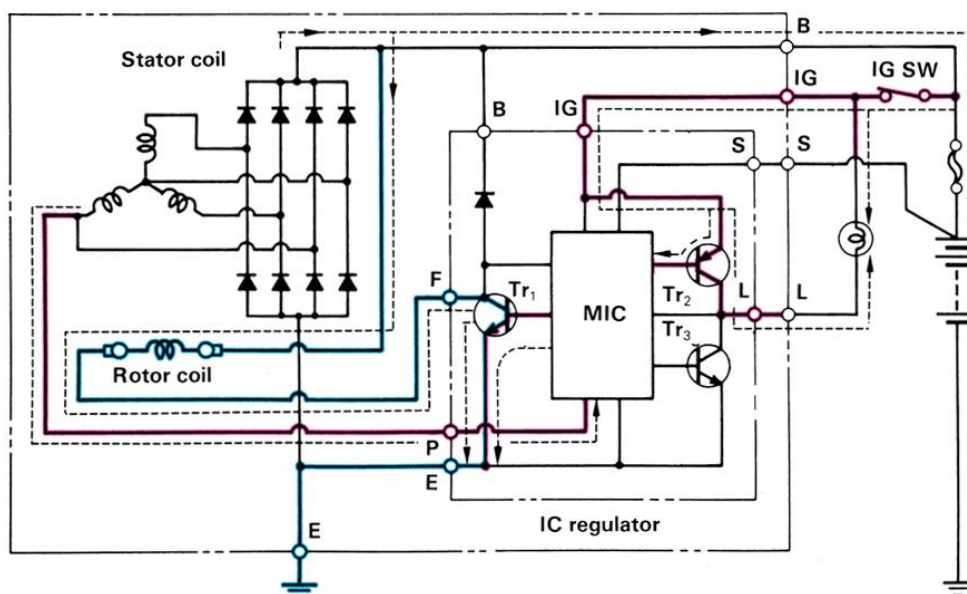 B
Stator coil
IG
IG SW
B
IG
S
S
F
Tr1
MIC
Tr2
L
L
Tr3
Rotor coil
P
E
IC regulator
E